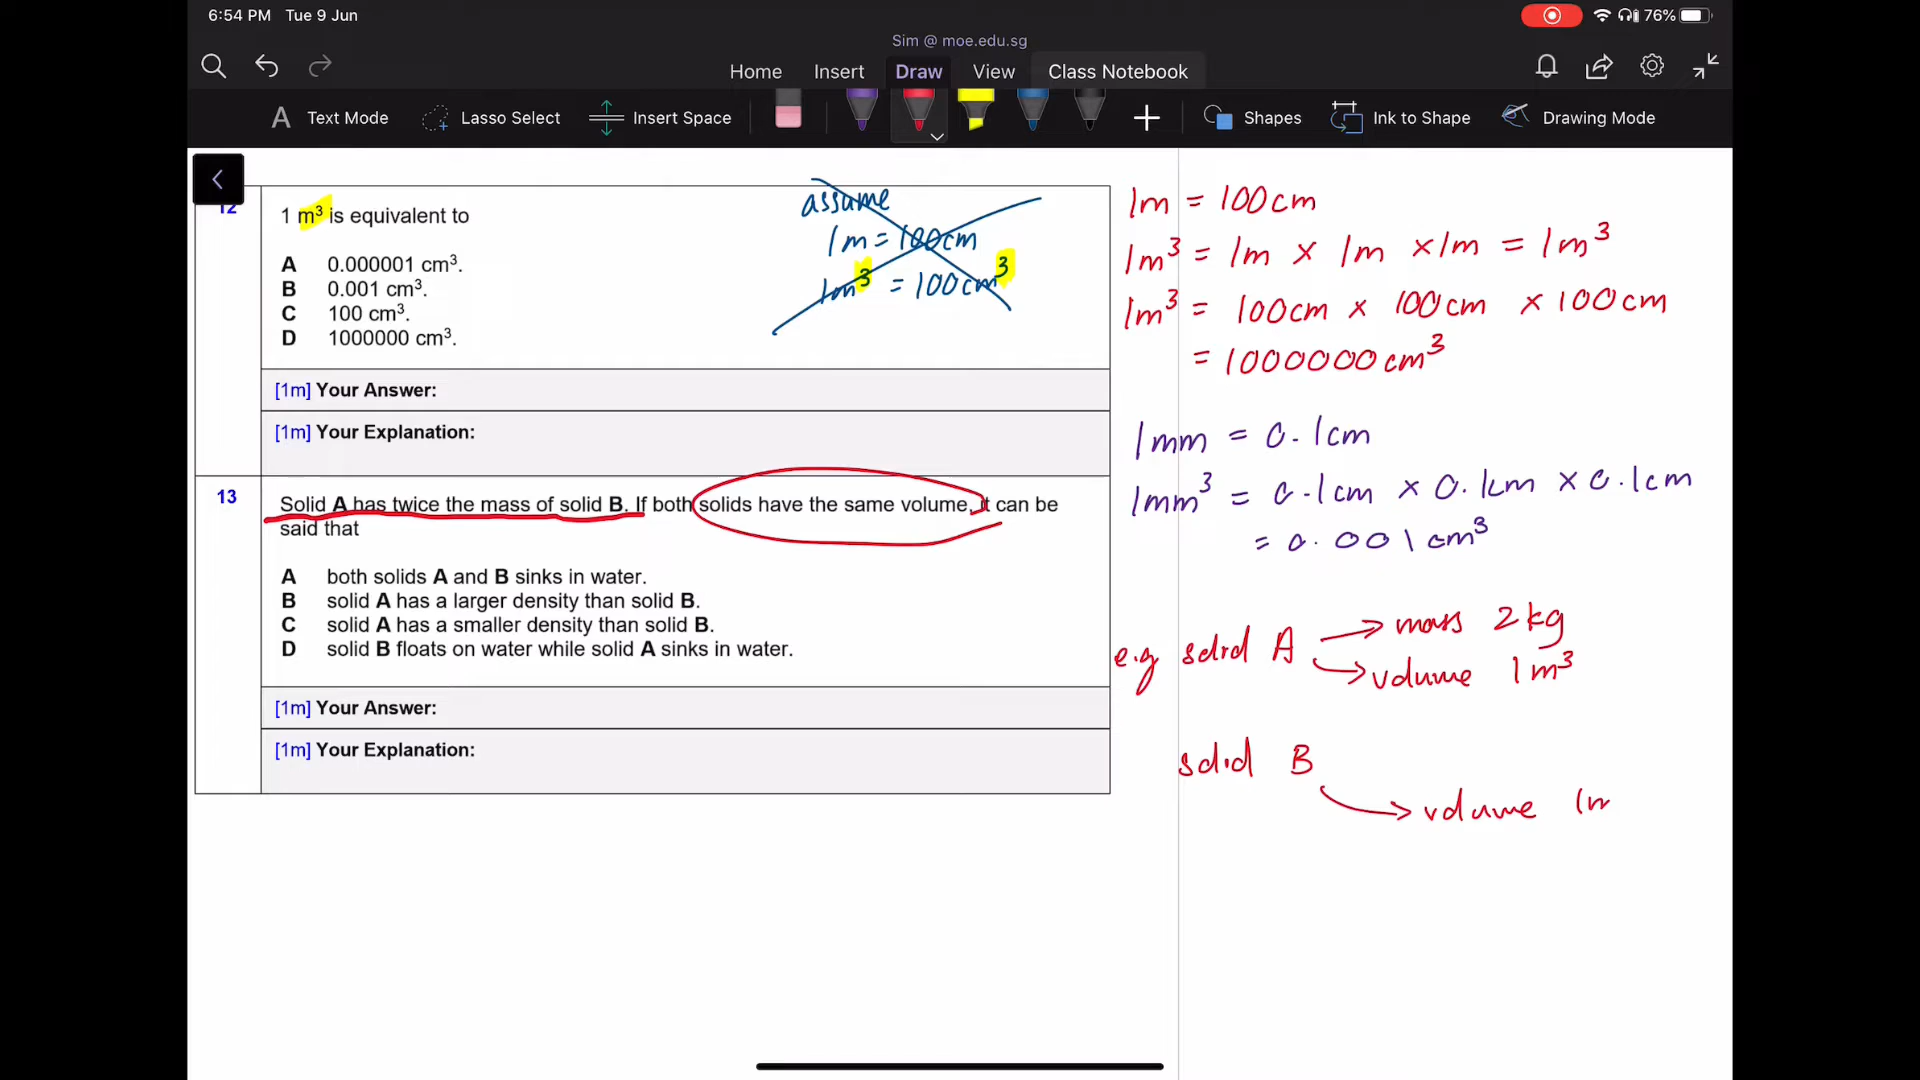 6:54 PM Tue 9 Jun
76%
Sim @ moe.edu.sg
Home Insert Draw View Class Notebook
A Text Mode Lasso Select Insert Space Shapes Ink to Shape Drawing Mode
12
1 m³ is equivalent to
A 0.000001 cm³.
B 0.001 cm³.
C 100 cm³.
D 1000000 cm³.
assume
1m = 100cm
1m³ = 100cm³
[1m] Your Answer:
[1m] Your Explanation:
13
Solid A has twice the mass of solid B. If both solids have the same volume, it can be
said that
A both solids A and B sinks in water.
B solid A has a larger density than solid B.
C solid A has a smaller density than solid B.
D solid B floats on water while solid A sinks in water.
[1m] Your Answer:
[1m] Your Explanation:
1m = 100cm
1m³ = 1m × 1m × 1m = 1m³
1m³ = 100cm × 100cm × 100cm
= 1000000cm³
1mm = 0.1cm
1mm³ = 0.1cm × 0.1cm × 0.1cm
= 0.001cm³
e.g solid A → mass 2kg
→ volume 1m³
solid B
→ volume 1m